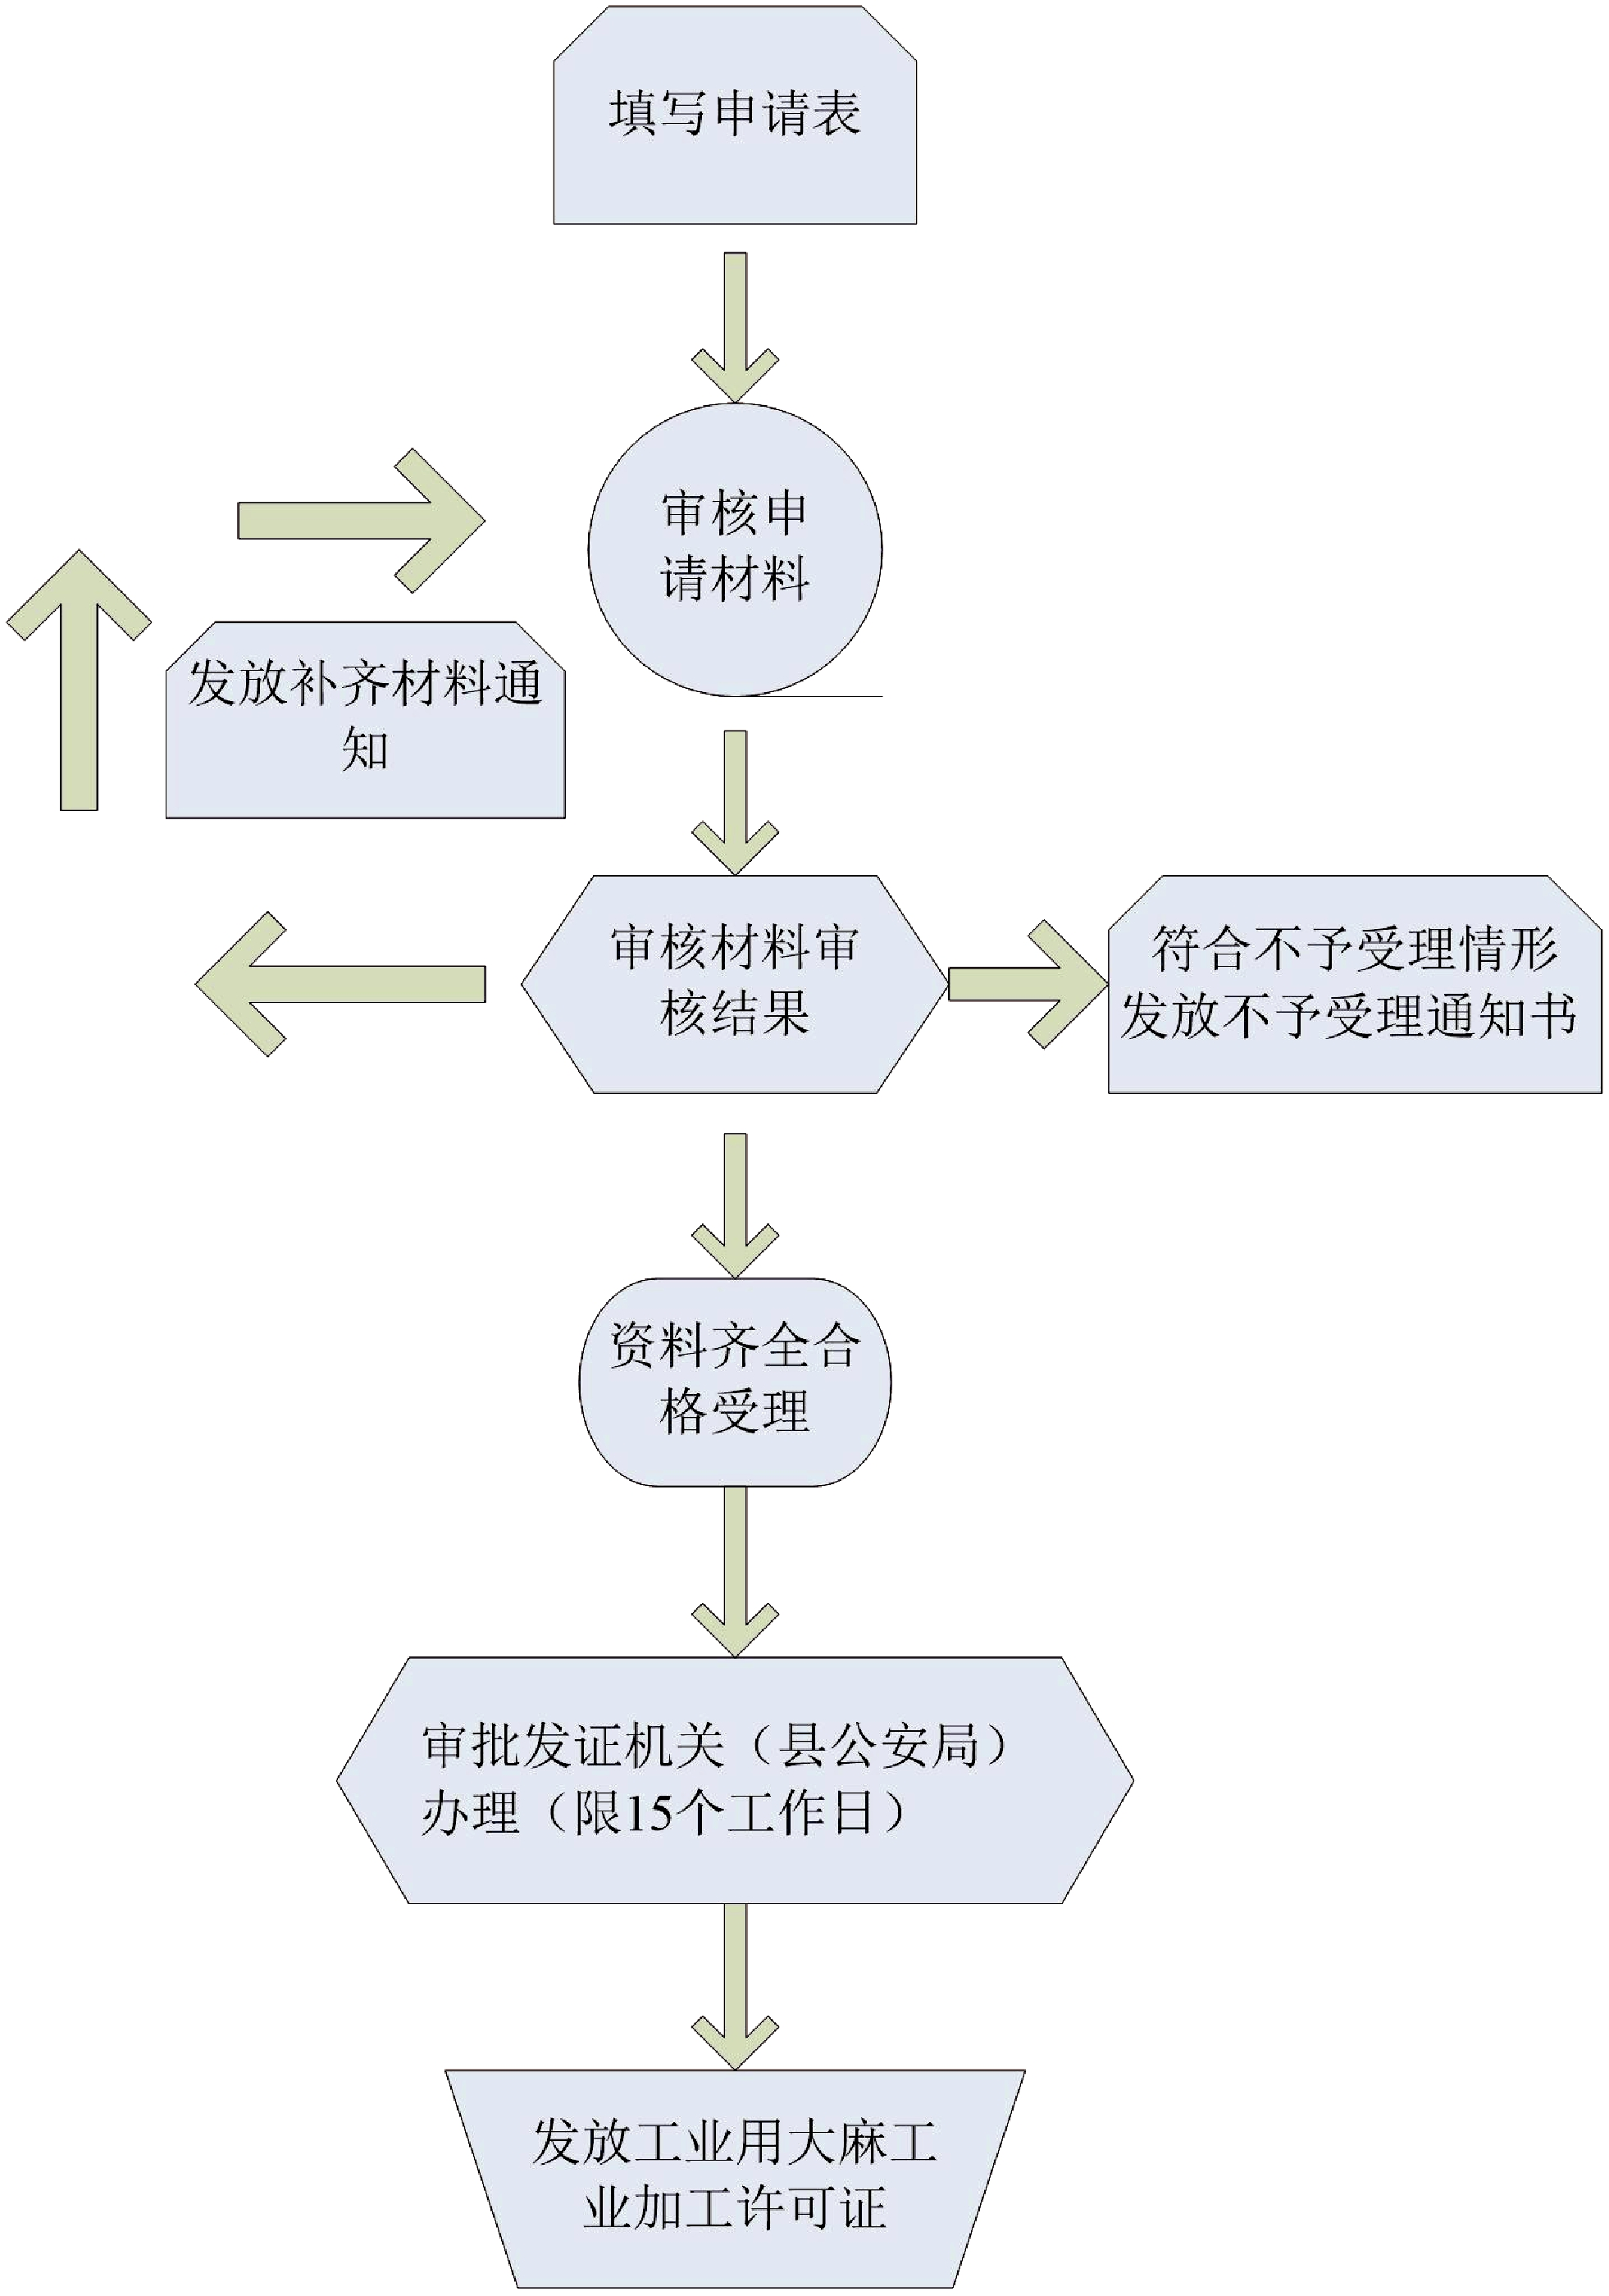 填写申请表
审核申
请材料
发放补齐材料通
知
审核材料审
核结果
符合不予受理情形
发放不予受理通知书
资料齐全合
格受理
审批发证机关（县公安局）
办理（限15个工作日）
发放工业用大麻工
业加工许可证